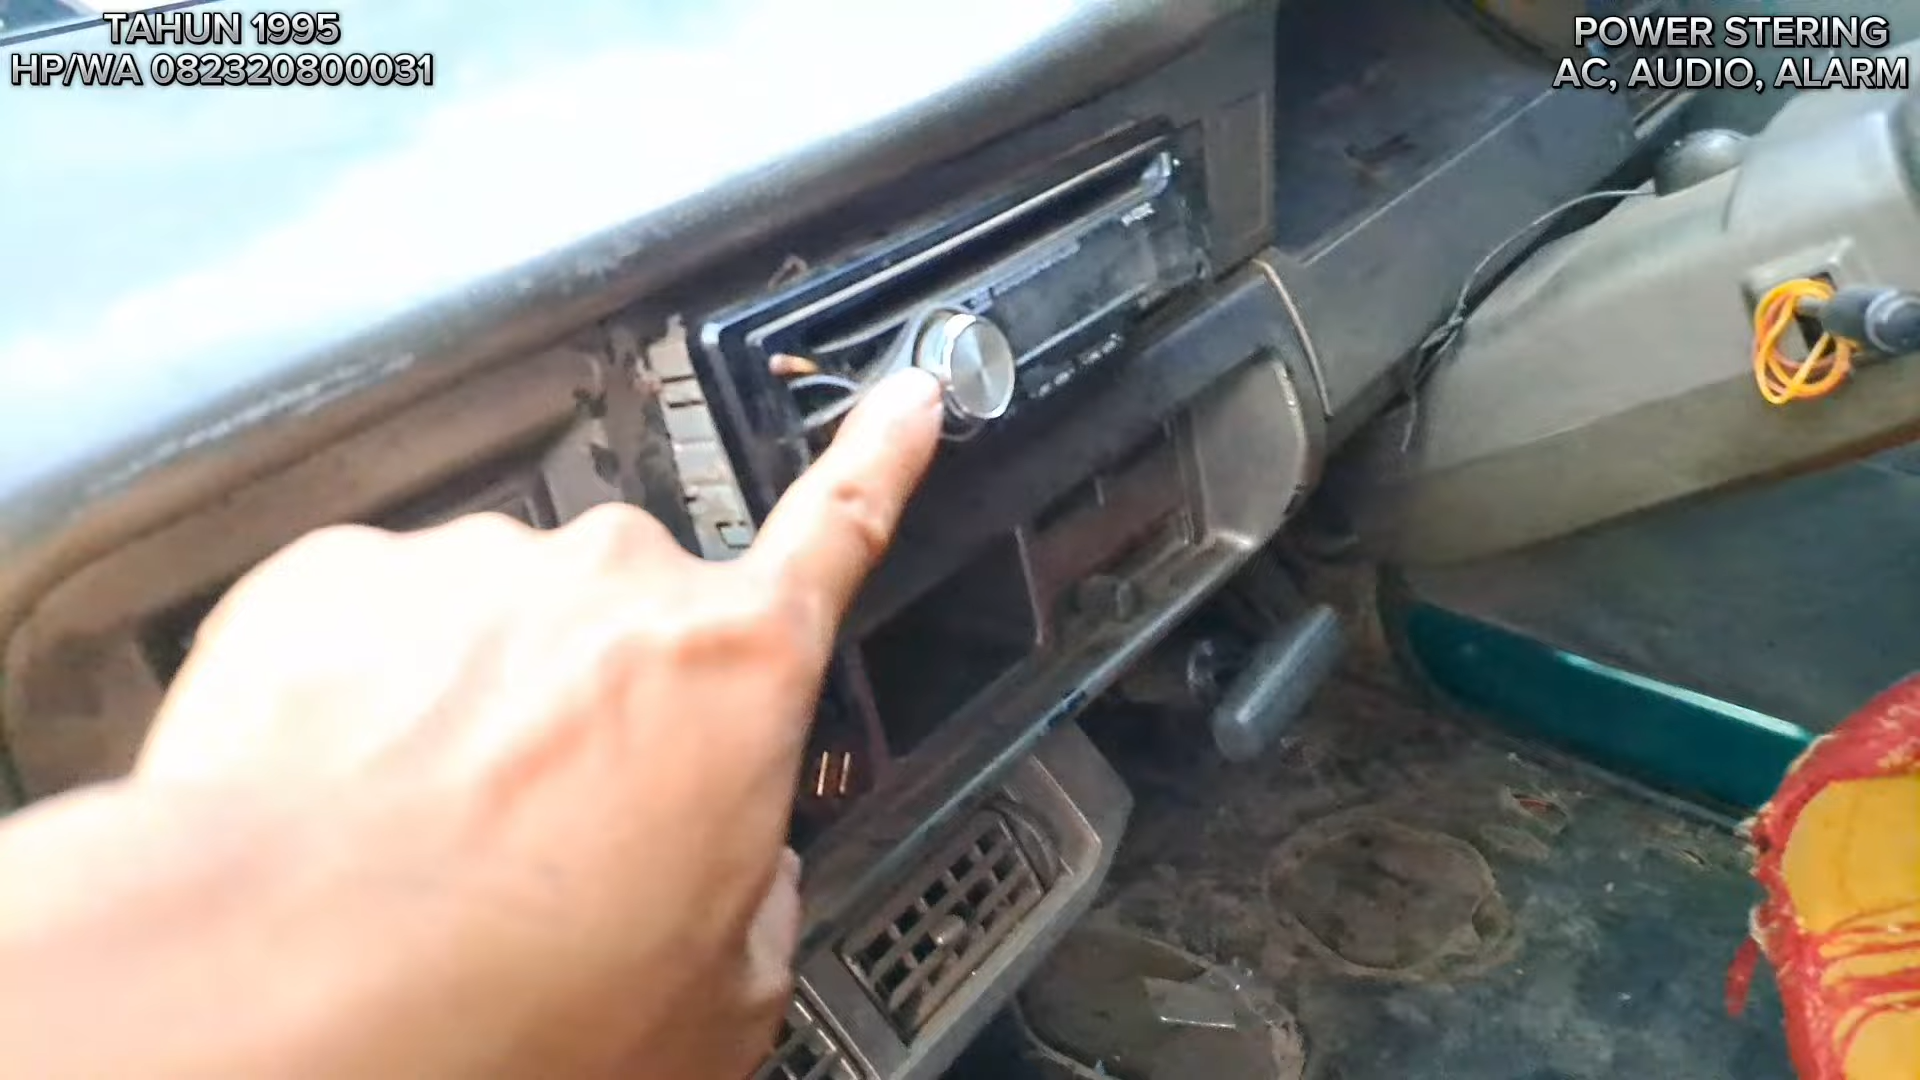 TAHUN 1995
HP/WA 082320800031
POWER STERING
AC, AUDIO, ALARM